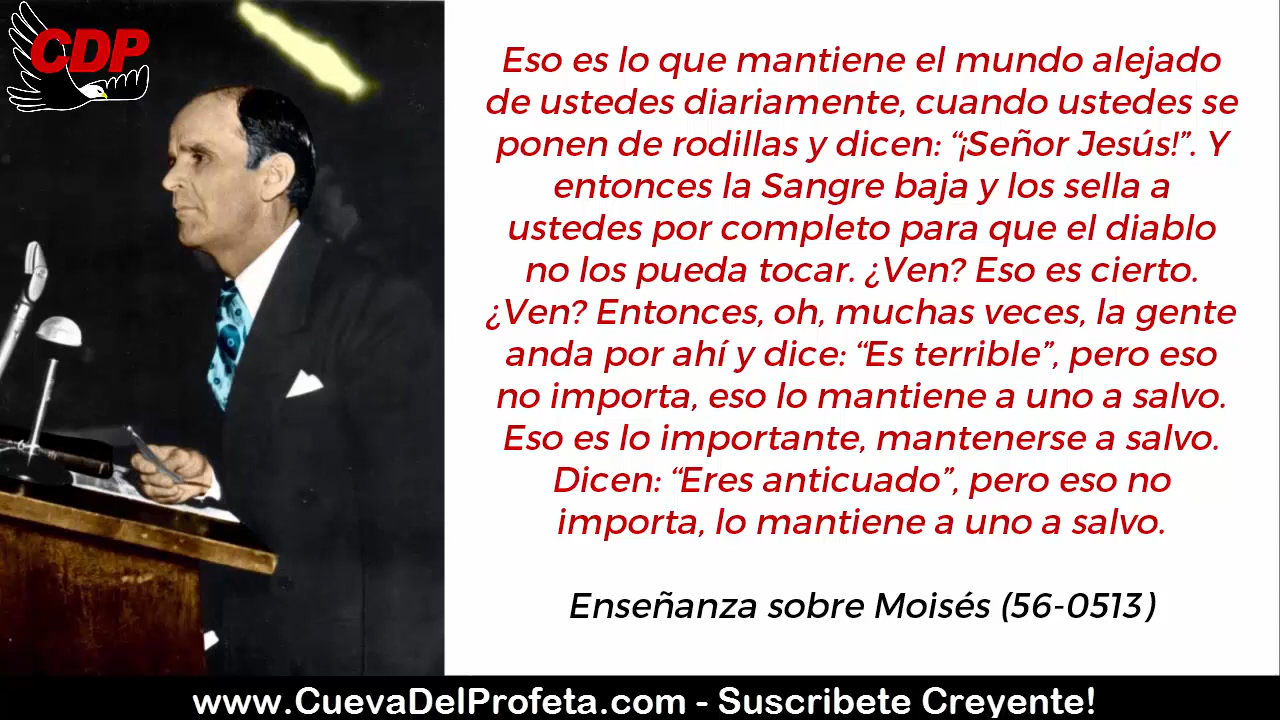 CDP
Eso es lo que mantiene el mundo alejado
de ustedes diariamente, cuando ustedes se
ponen de rodillas y dicen: “¡Señor Jesús!”. Y
entonces la Sangre baja y los sella a
ustedes por completo para que el diablo
no los pueda tocar. ¿Ven? Eso es cierto.
¿Ven? Entonces, oh, muchas veces, la gente
anda por ahí y dice: “Es terrible”, pero eso
no importa, eso lo mantiene a uno a salvo.
Eso es lo importante, mantenerse a salvo.
Dicen: “Eres anticuado”, pero eso no
importa, lo mantiene a uno a salvo.
Enseñanza sobre Moisés (56-0513)
www.CuevaDelProfeta.com - Suscribete Creyente!